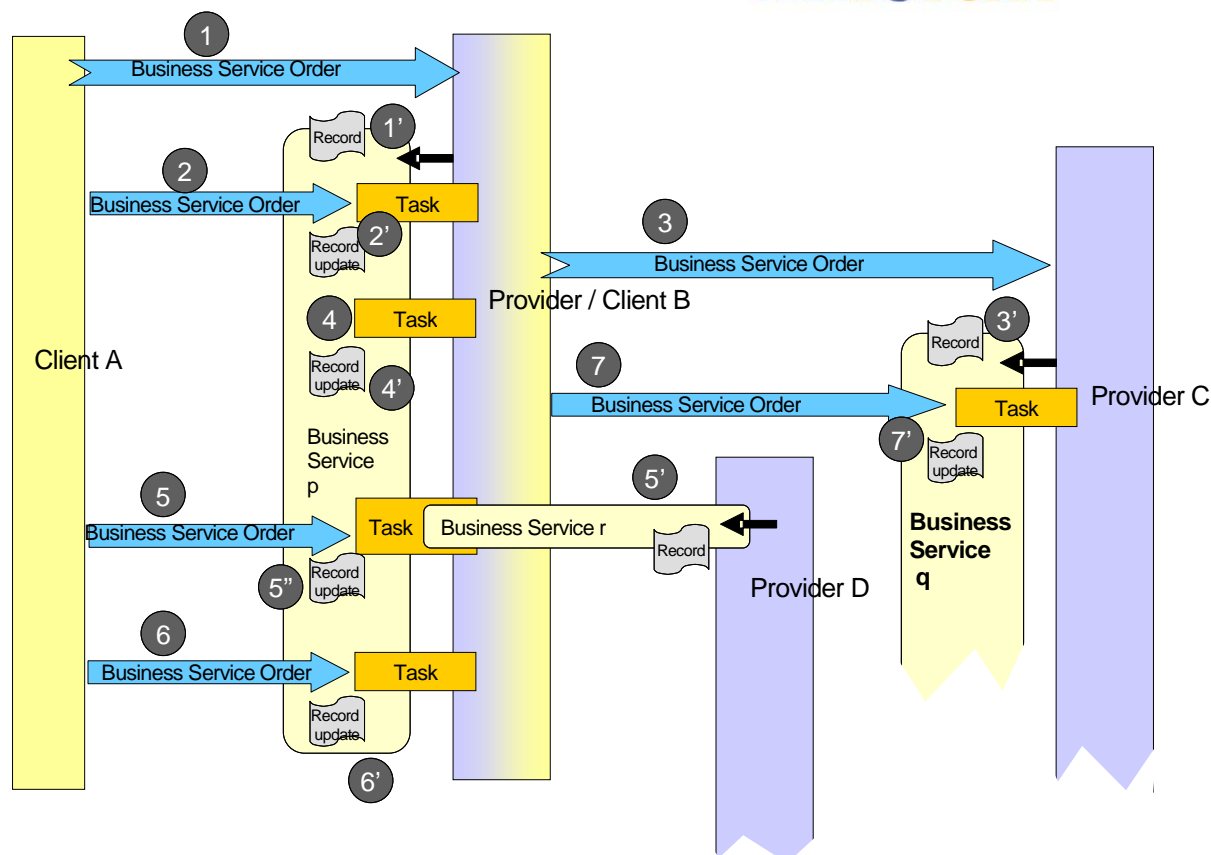 1
Business Service Order
Record
1’
2
Business Service Order
Task
Record
update
2’
3
Business Service Order
Provider / Client B
4
Task
Record
update
4’
Client A
3’
Record
7
Business Service Order
Task
Provider C
7’
Record
update
Business
Service
p
5
Business Service Order
Task
Business Service r
5’
Record
Business
Service
q
5”
Record
update
Provider D
6
Business Service Order
Task
Record
update
6’